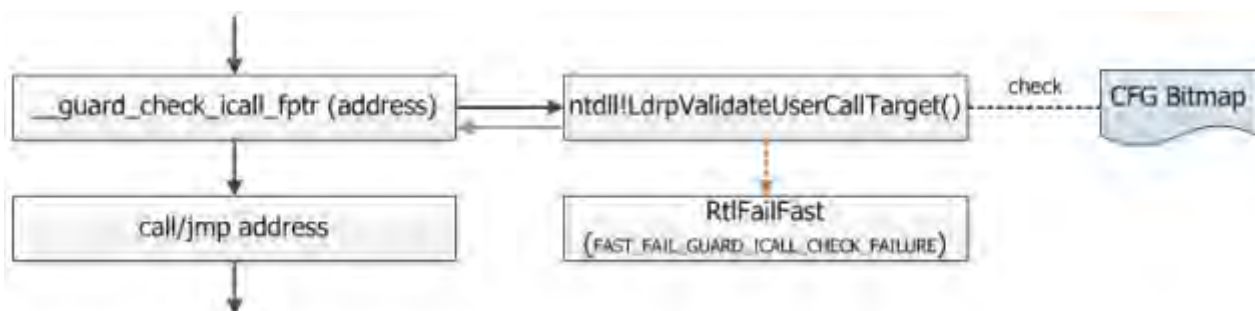 __guard_check_icall_fptr (address)
ntdll!LdrpValidateUserCallTarget()
check
CFG Bitmap
call/jmp address
RtlFailFast
(FAST_FAIL_GUARD_ICALL_CHECK_FAILURE)